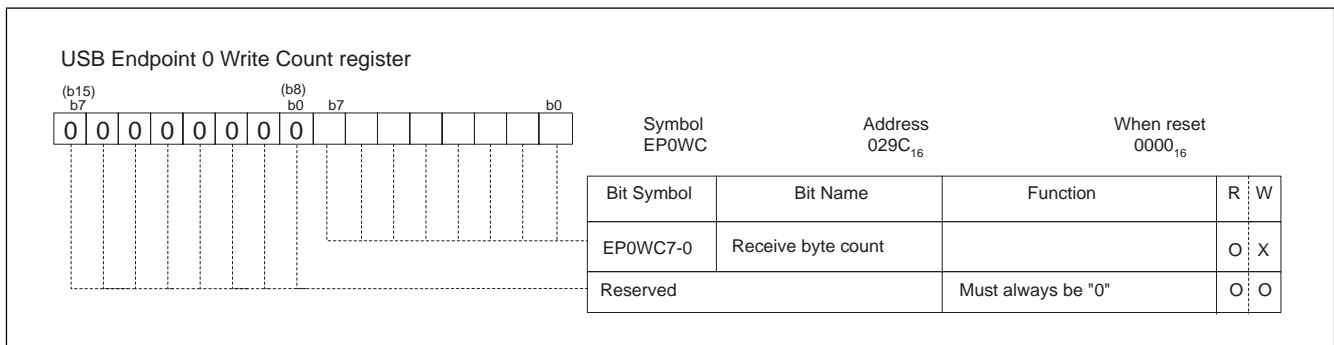 USB Endpoint 0 Write Count register
(b15) (b8)
b7 b0 b7 b0
0 0 0 0 0 0 0 0
Symbol Address When reset
EP0WC 029C₁₆ 0000₁₆
Bit Symbol Bit Name Function R W
EP0WC7-0 Receive byte count O X
Reserved Must always be "0" O O